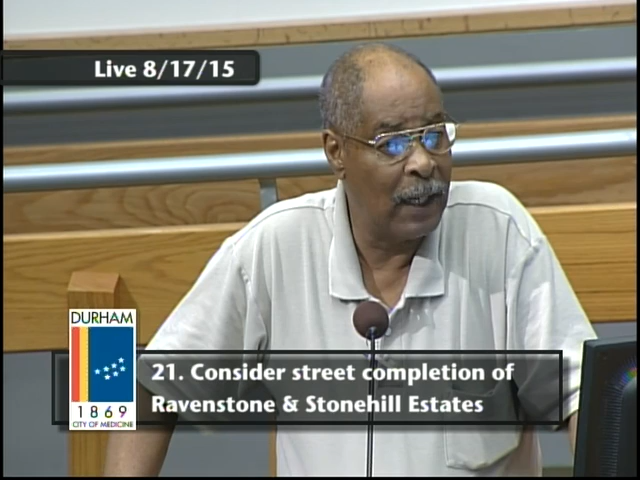 Live 8/17/15
DURHAM
1869
CITY OF MEDICINE
21. Consider street completion of
Ravenstone & Stonehill Estates